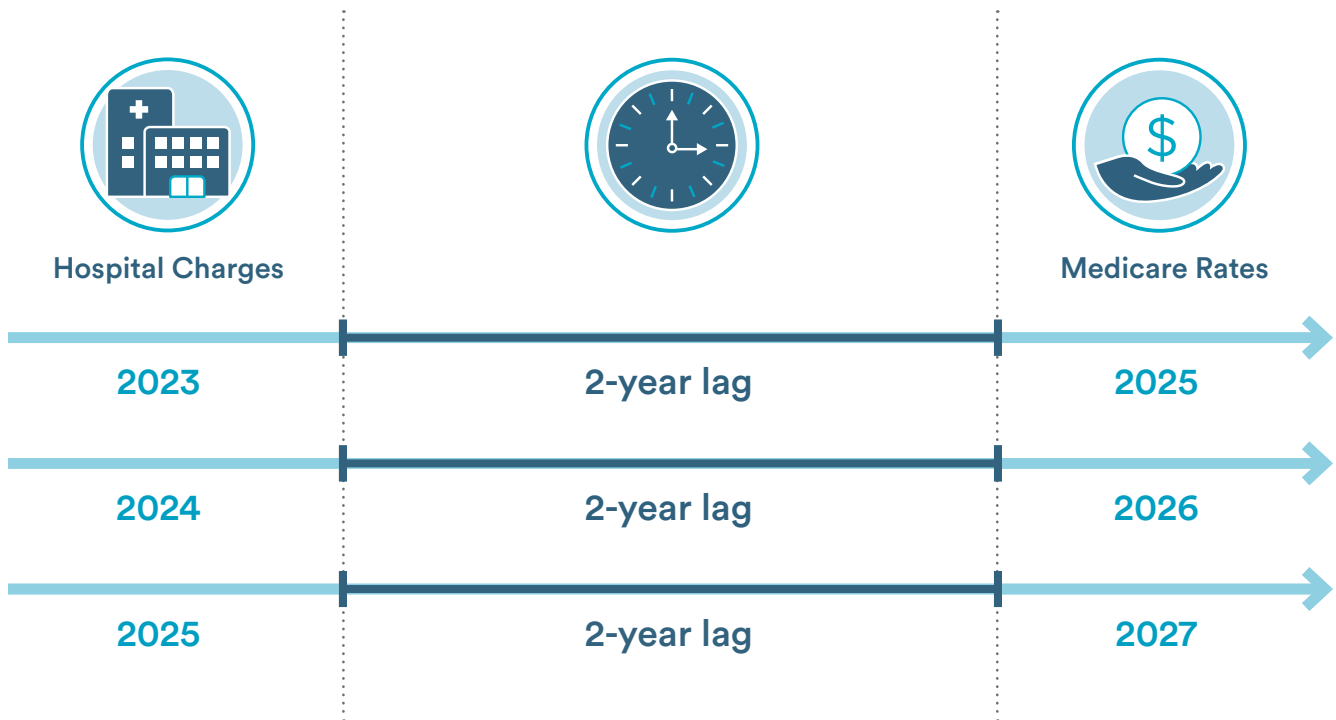 Hospital Charges
Medicare Rates
2023
2-year lag
2025
2024
2-year lag
2026
2025
2-year lag
2027